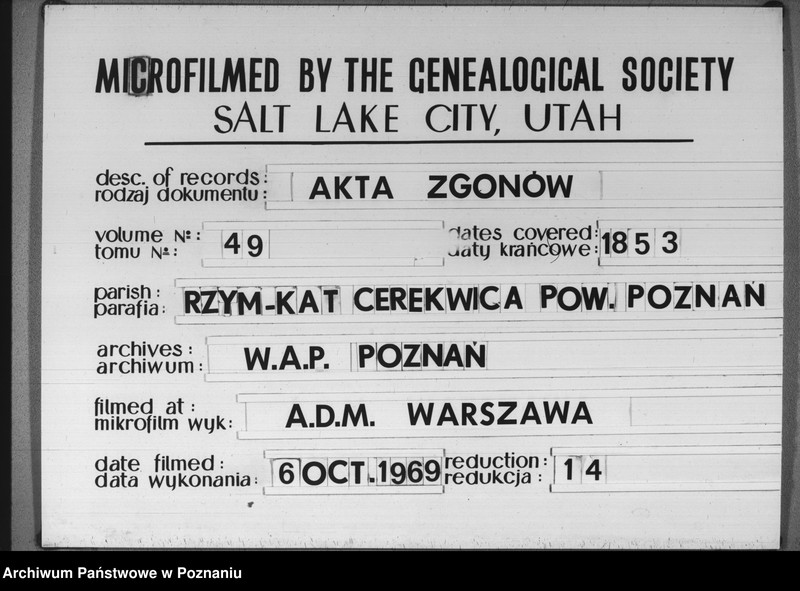 MICROFILMED BY THE GENEALOGICAL SOCIETY
SALT LAKE CITY, UTAH
desc. of records:
rodzaj dokumentu: AKTA ZGONÓW
volume №: 49 dates covered: 1853
tomu №: daty krańcowe:
parish:
parafia: RZYM-KAT CEREKWICA POW. POZNAŃ
archives:
archiwum: W.A.P. POZNAŃ
filmed at:
mikrofilm wyk: A.D.M. WARSZAWA
date filmed: 6 OCT. 1969 reduction: 14
data wykonania: redukcja:
Archiwum Państwowe w Poznaniu